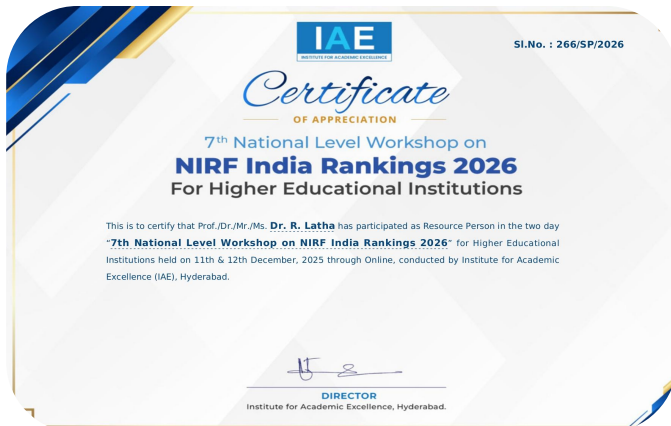 IAE
INSTITUTE FOR ACADEMIC EXCELLENCE
Sl.No. : 266/SP/2026
Certificate
OF APPRECIATION
7th National Level Workshop on
NIRF India Rankings 2026
For Higher Educational Institutions
This is to certify that Prof./Dr./Mr./Ms. Dr. R. Latha has participated as Resource Person in the two day
“7th National Level Workshop on NIRF India Rankings 2026” for Higher Educational
Institutions held on 11th & 12th December, 2025 through Online, conducted by Institute for Academic
Excellence (IAE), Hyderabad.
DIRECTOR
Institute for Academic Excellence, Hyderabad.